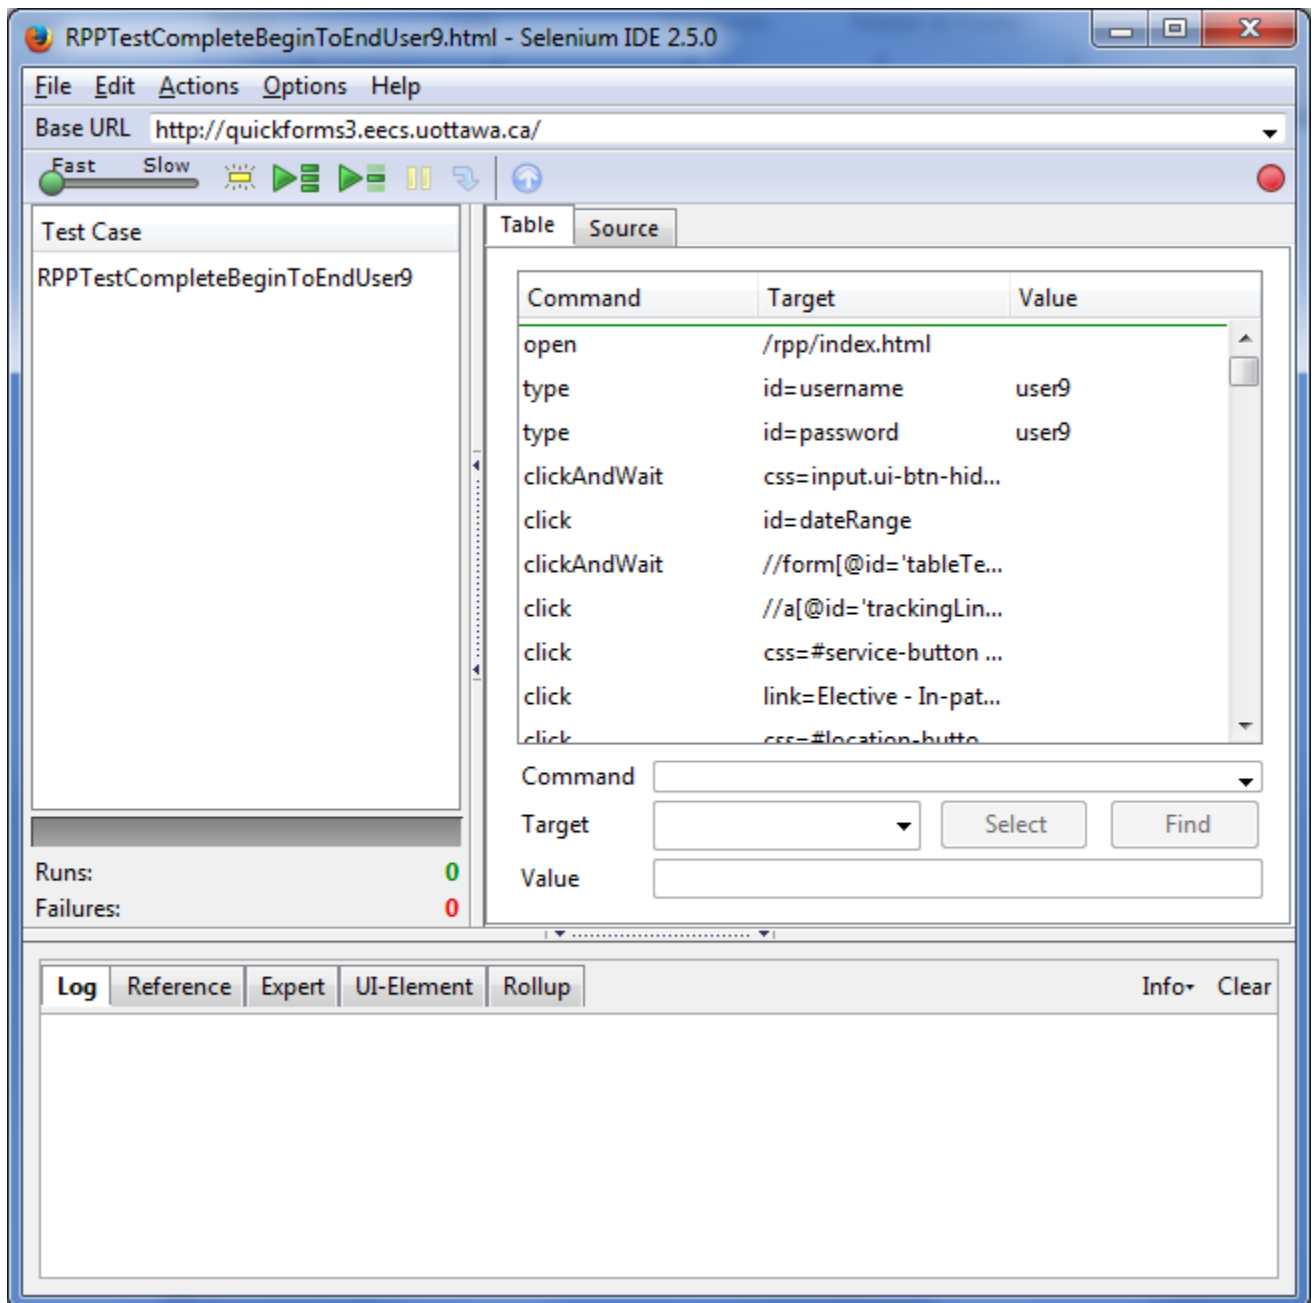 RPPTestCompleteBeginToEndUser9.html - Selenium IDE 2.5.0
File Edit Actions Options Help
Base URL http://quickforms3.eecs.uottawa.ca/
Fast Slow
Test Case
RPPTestCompleteBeginToEndUser9
Runs: 0
Failures: 0
Table Source
Command Target Value
open /rpp/index.html
type id=username user9
type id=password user9
clickAndWait css=input.ui-btn-hid...
click id=dateRange
clickAndWait //form[@id='tableTe...
click //a[@id='trackingLin...
click css=#service-button ...
click link=Elective - In-pat...
click css=#location-butto
Command
Target Select Find
Value
Log Reference Expert UI-Element Rollup Info Clear